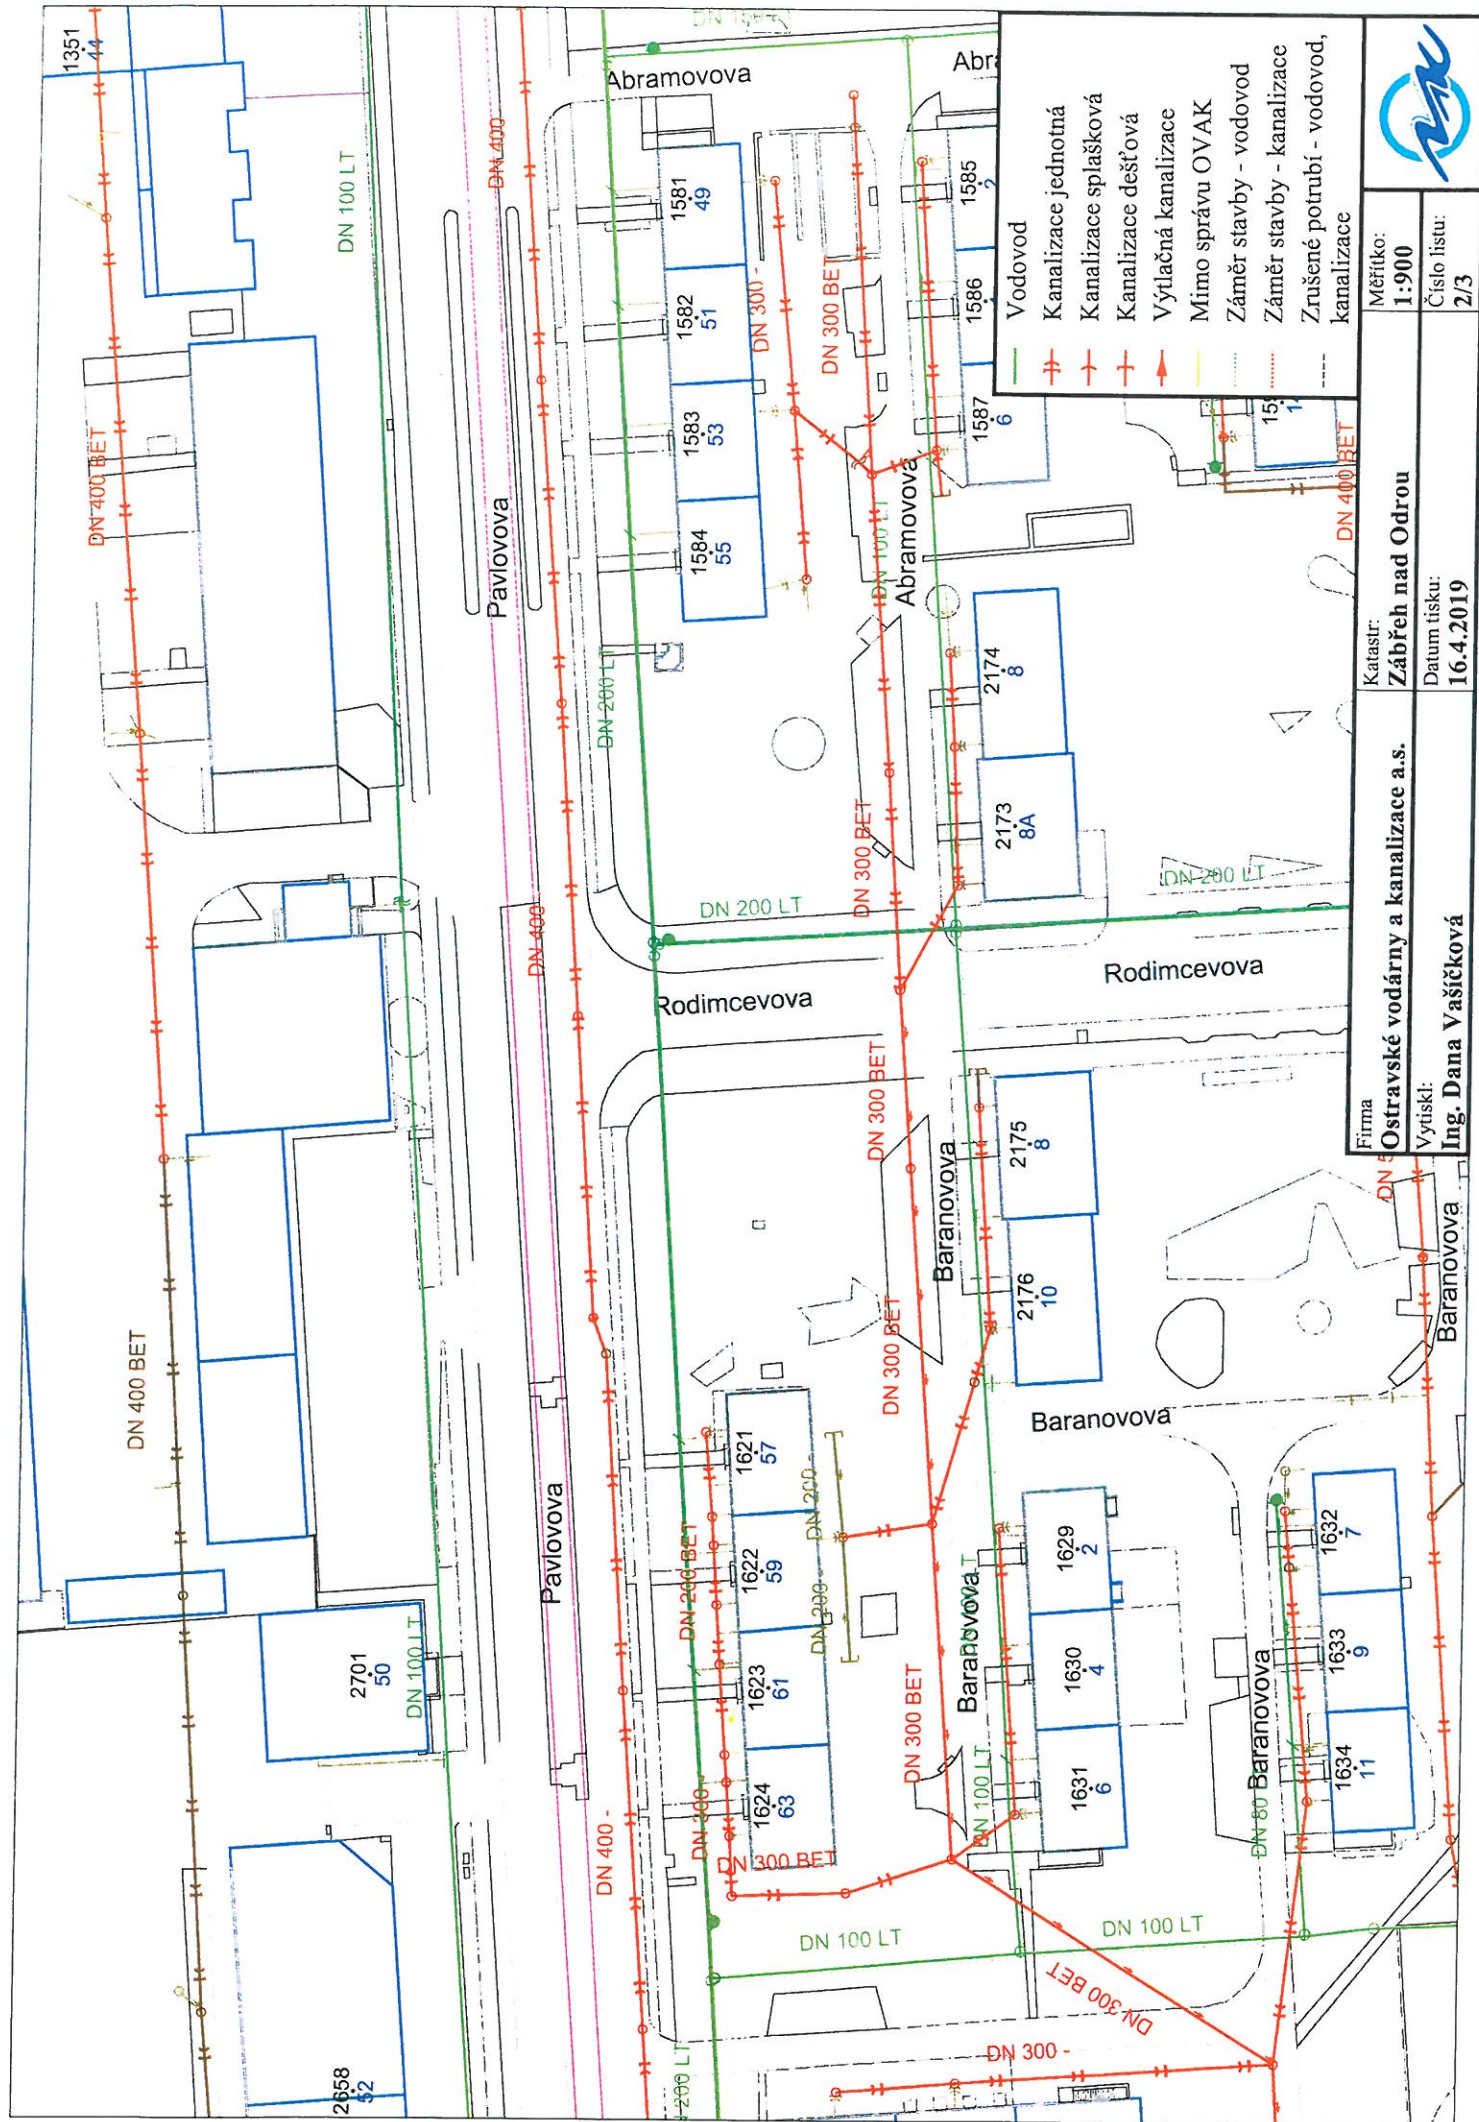 1351
44
DN 400 BET
DN 400 BET
2701
50
2658
52
DN 100 LT
DN 100 LT
Pavlovova
Pavlovova
DN 400
DN 400
DN 400 -
DN 200 LT
200 LT
Abramovova
1581
49
1582
51
1583
53
1584
55
DN 300 -
DN 300 BET
DN 100 LT
Abramovova
1585
2
1586
1587
6
2174
8
2173
8A
DN 300 BET
DN 200 LT
DN 200 LT
Rodimcevova
Rodimcevova
DN 400 BET
DN 300 BET
2175
8
2176
10
Baranovova
DN 300 BET
Baranovova
1621
57
1622
59
1623
61
1624
63
DN 200 BET
DN 200 -
DN 200 -
DN 300
DN 300 BET
DN 300 BET
1629
2
1630
4
1631
6
Baranovova
DN 100 LT
DN 100 LT
DN 100 LT
DN 300 BET
DN 300 -
1632
7
1633
9
1634
11
DN 80
Baranovova
Baranovova
Vodovod
Kanalizace jednotná
Kanalizace splašková
Kanalizace dešťová
Výtlačná kanalizace
Mimo správu OVAK
Záměr stavby - vodovod
Záměr stavby - kanalizace
Zrušené potrubí - vodovod,
kanalizace
Firma
Ostravské vodárny a kanalizace a.s.
Katastr:
Zábřeh nad Odrou
Měřítko:
1:900
Vytiskl:
Ing. Dana Vašíčková
Datum tisku:
16.4.2019
Číslo listu:
2/3